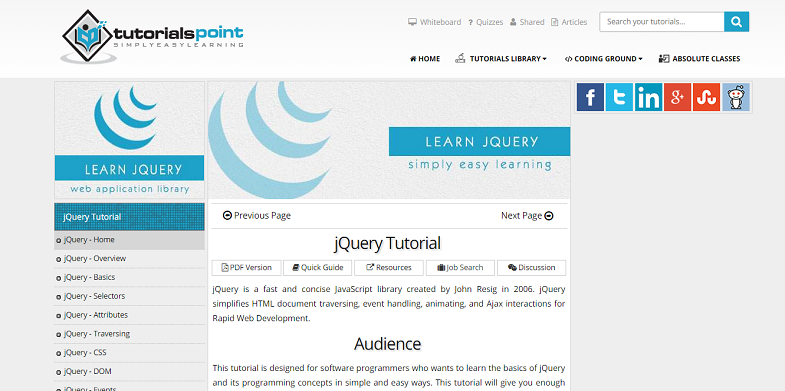 Whiteboard ? Quizzes Shared Articles
Search your tutorials...
tutorialspoint
SIMPLYEASYLEARNING
HOME TUTORIALS LIBRARY CODING GROUND ABSOLUTE CLASSES
LEARN JQUERY
web application library
LEARN JQUERY
simply easy learning
f t in g+
jQuery Tutorial
jQuery - Home
jQuery - Overview
jQuery - Basics
jQuery - Selectors
jQuery - Attributes
jQuery - Traversing
jQuery - CSS
jQuery - DOM
jQuery - Events
Previous Page Next Page
jQuery Tutorial
PDF Version Quick Guide Resources Job Search Discussion
jQuery is a fast and concise JavaScript library created by John Resig in 2006. jQuery
simplifies HTML document traversing, event handling, animating, and Ajax interactions for
Rapid Web Development.
Audience
This tutorial is designed for software programmers who wants to learn the basics of jQuery
and its programming concepts in simple and easy ways. This tutorial will give you enough